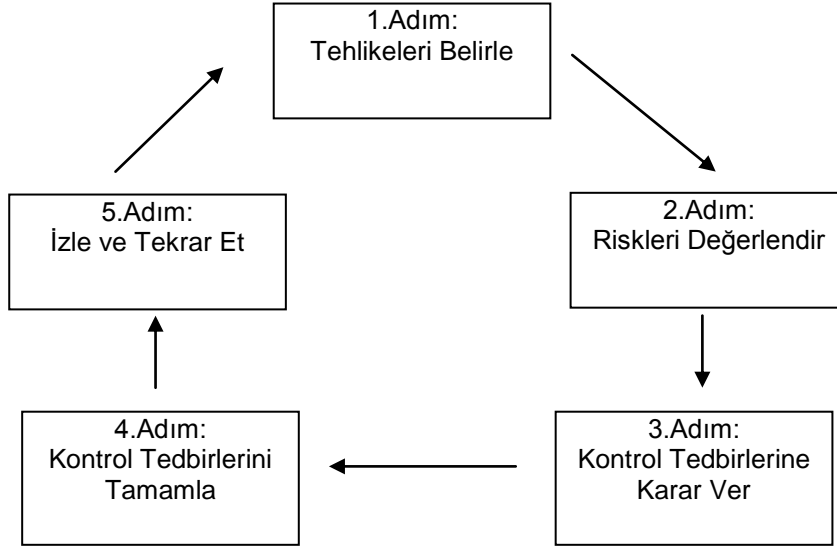 1.Adım:
Tehlikeleri Belirle
2.Adım:
Riskleri Değerlendir
3.Adım:
Kontrol Tedbirlerine
Karar Ver
4.Adım:
Kontrol Tedbirlerini
Tamamla
5.Adım:
İzle ve Tekrar Et